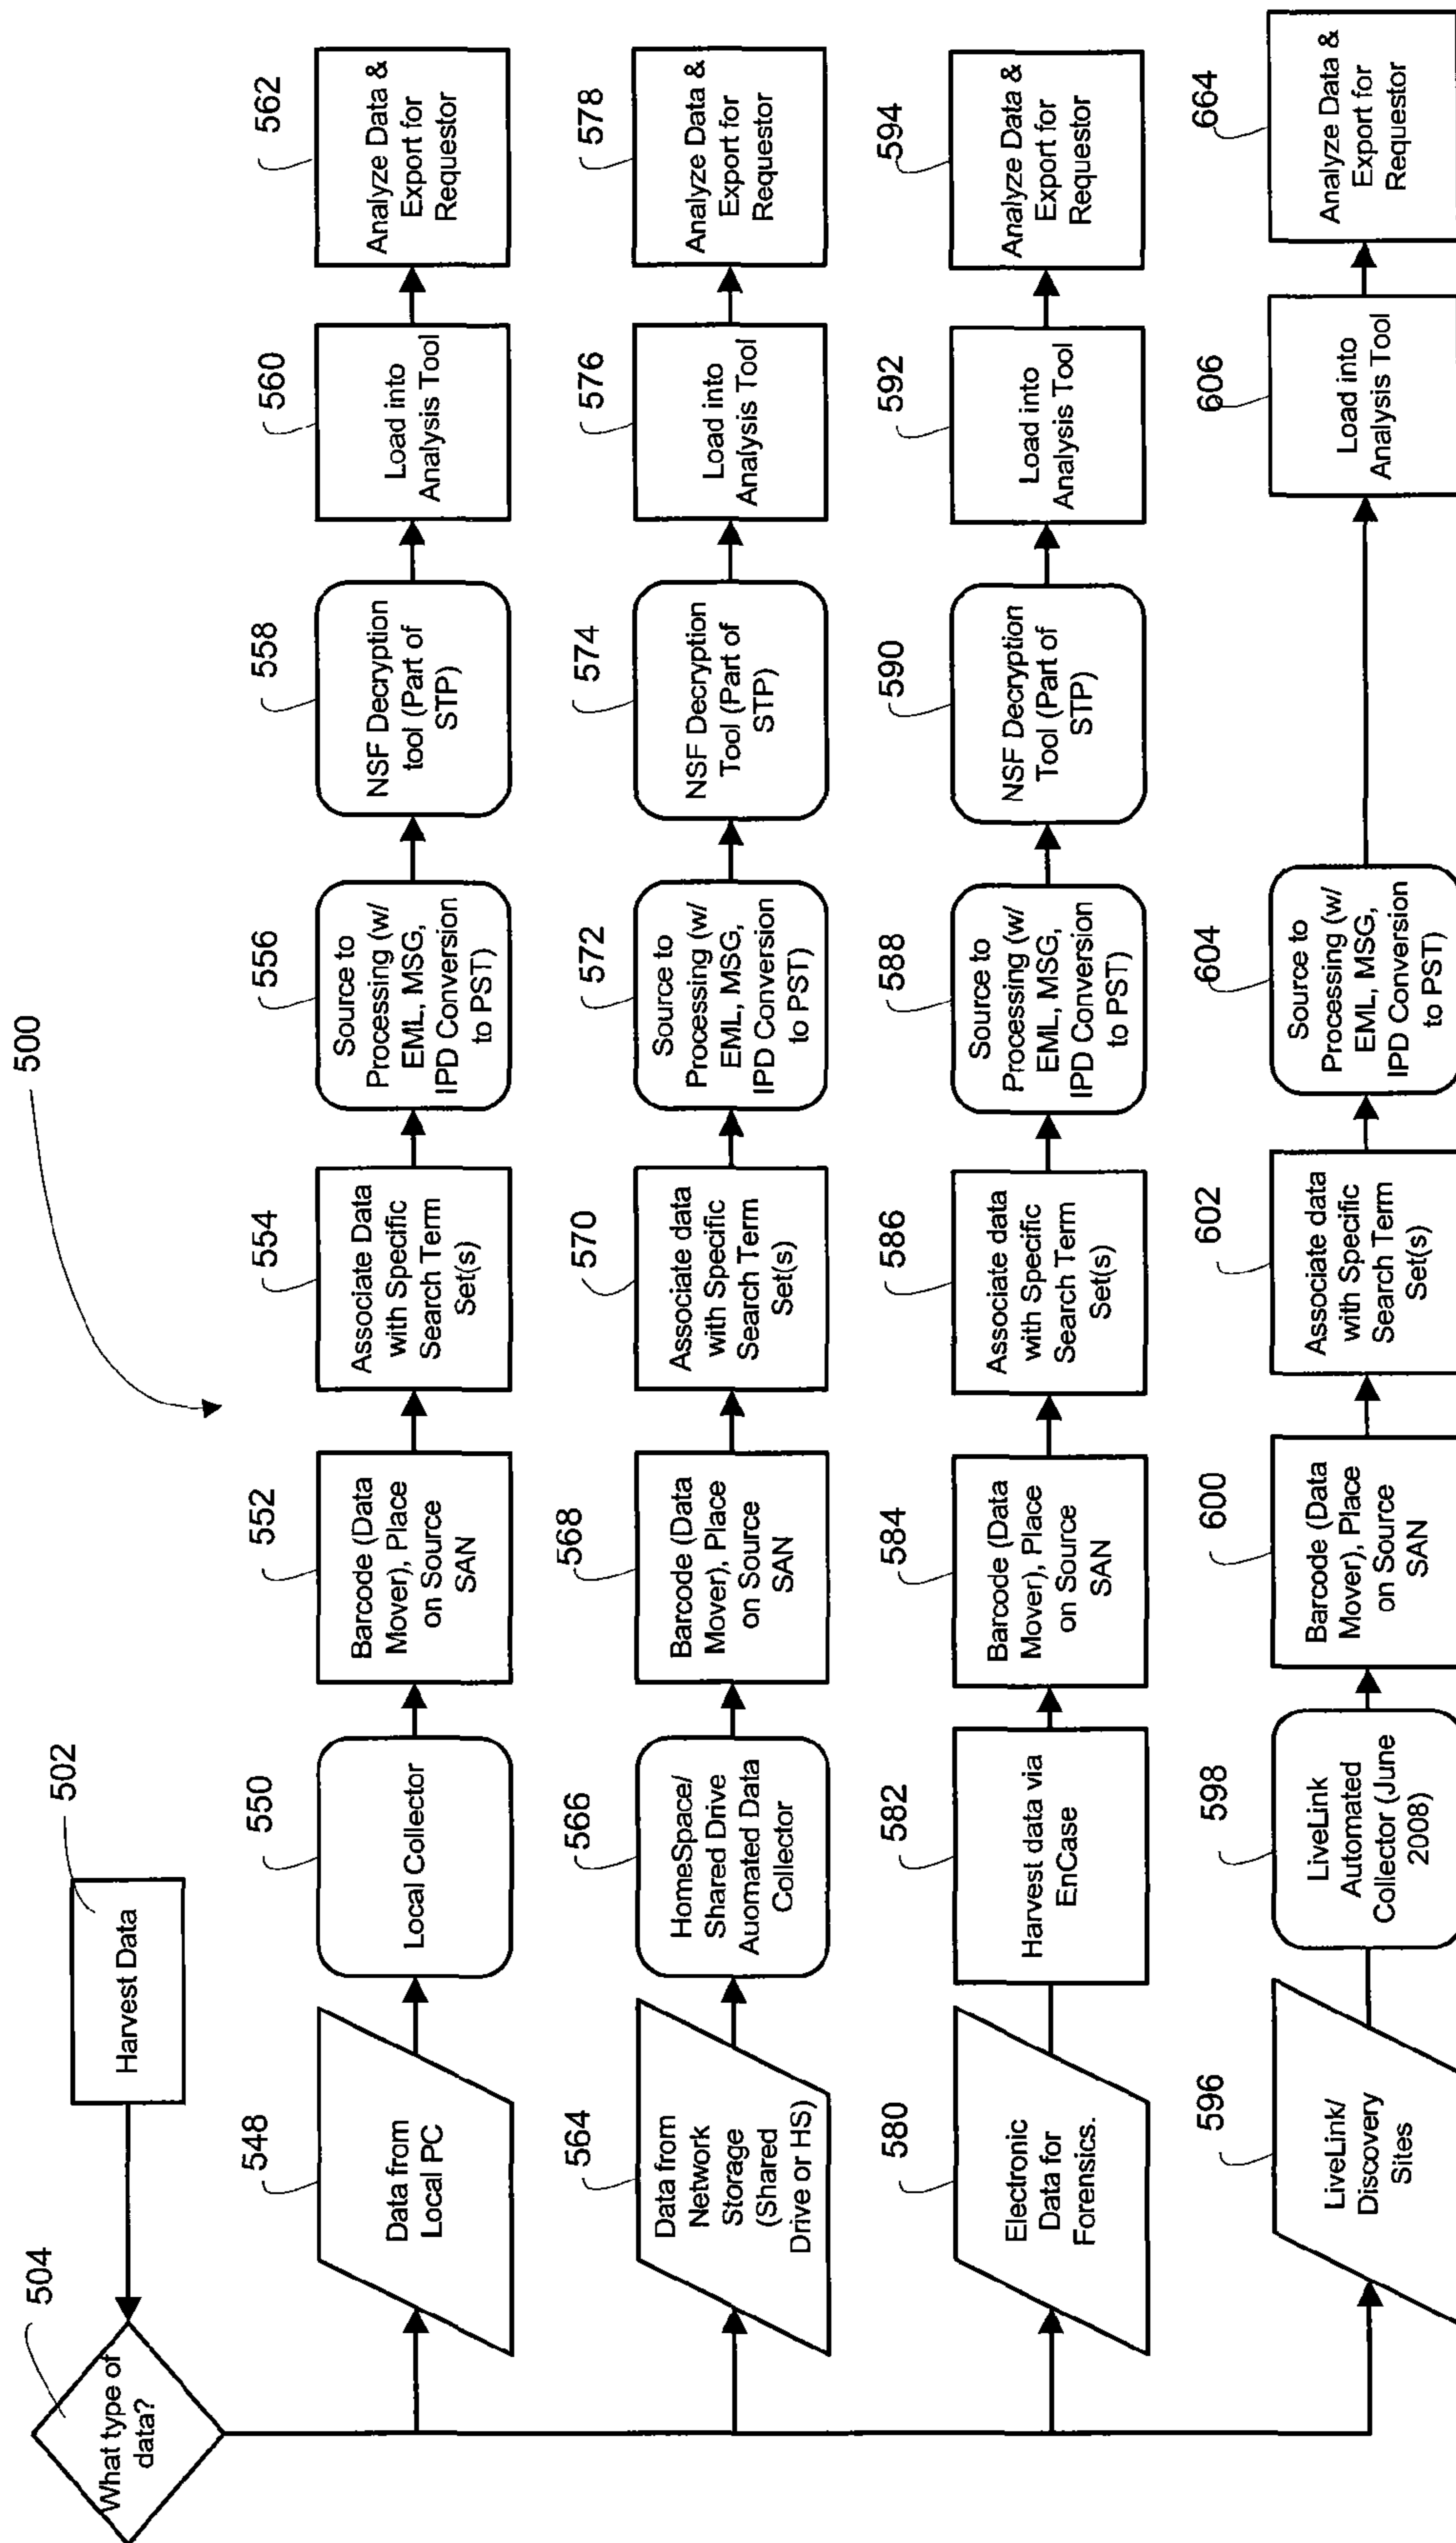 500
502
Harvest Data
504
What type of
data?
548
Data from
Local PC
550
Local Collector
552
Barcode (Data
Mover), Place
on Source
SAN
554
Associate Data
with Specific
Search Term
Set(s)
556
Source to
Processing (w/
EML, MSG,
IPD Conversion
to PST)
558
NSF Decryption
tool (Part of
STP)
560
Load into
Analysis Tool
562
Analyze Data &
Export for
Requestor
564
Data from
Network
Storage
(Shared
Drive or HS)
566
HomeSpace/
Shared Drive
Auomated Data
Collector
568
Barcode (Data
Mover), Place
on Source
SAN
570
Associate data
with Specific
Search Term
Set(s)
572
Source to
Processing (w/
EML, MSG,
IPD Conversion
to PST)
574
NSF Decryption
Tool (Part of
STP)
576
Load into
Analysis Tool
578
Analyze Data &
Export for
Requestor
580
Electronic
Data for
Forensics.
582
Harvest data via
EnCase
584
Barcode (Data
Mover), Place
on Source
SAN
586
Associate data
with Specific
Search Term
Set(s)
588
Source to
Processing (w/
EML, MSG,
IPD Conversion
to PST)
590
NSF Decryption
Tool (Part of
STP)
592
Load into
Analysis Tool
594
Analyze Data &
Export for
Requestor
596
LiveLink/
Discovery
Sites
598
LiveLink
Automated
Collector (June
2008)
600
Barcode (Data
Mover), Place
on Source
SAN
602
Associate data
with Specific
Search Term
Set(s)
604
Source to
Processing (w/
EML, MSG,
IPD Conversion
to PST)
606
Load into
Analysis Tool
664
Analyze Data &
Export for
Requestor